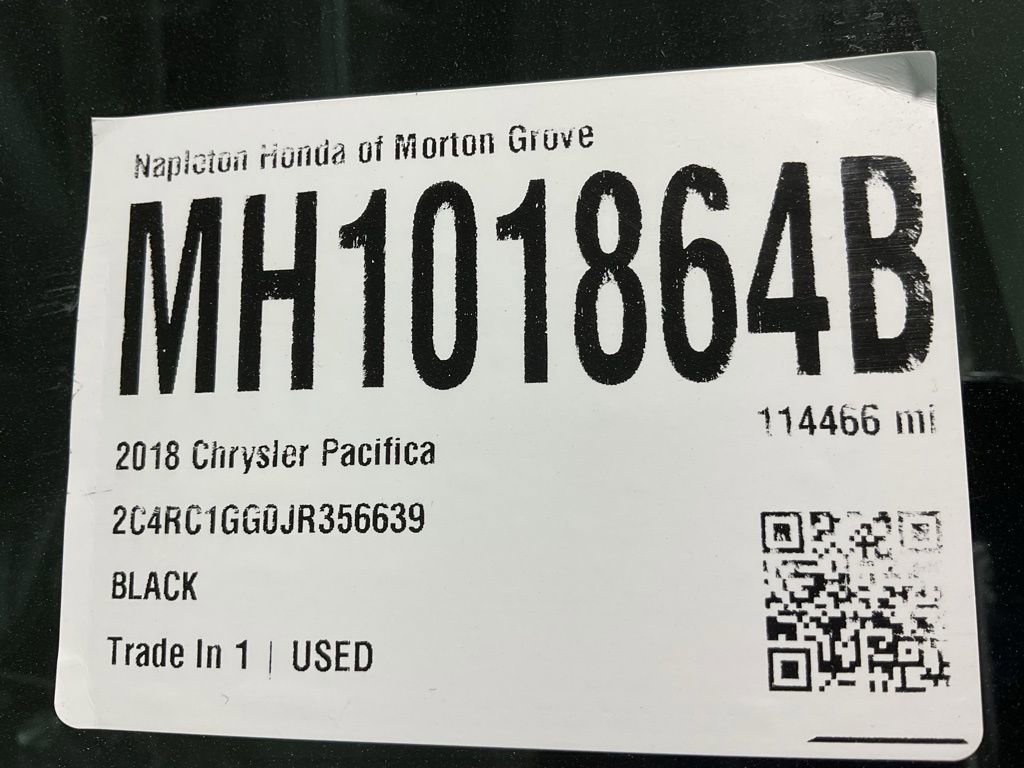 Napleton Honda of Morton Grove
MH101864B
114466 mi
2018 Chrysler Pacifica
2C4RC1GG0JR356639
BLACK
Trade In 1 | USED